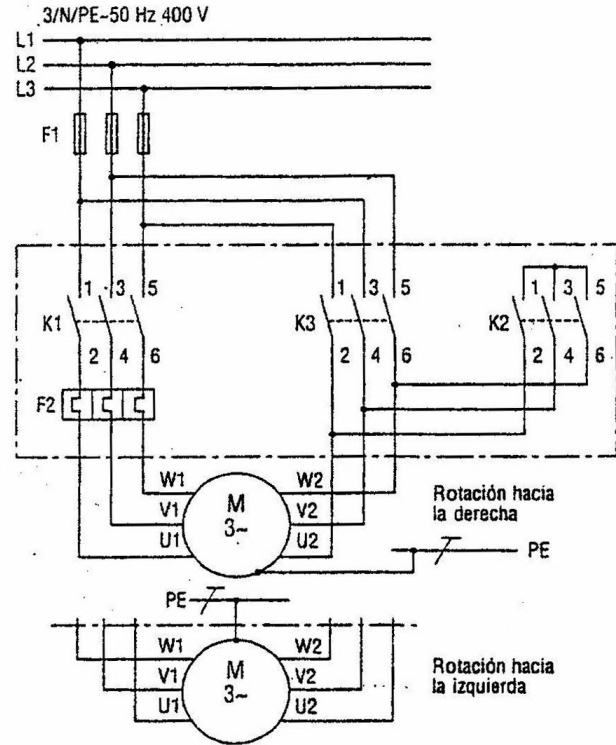 3/N/PE~50 Hz 400 V
L1
L2
L3
F1
1 3 5
K1
2 4 6
1 3 5
K3
2 4 6
1 3 5
K2
2 4 6
F2
W1
V1
U1
M
3~
W2
V2
U2
Rotación hacia
la derecha
PE
PE
W1
V1
U1
M
3~
W2
V2
U2
Rotación hacia
la izquierda